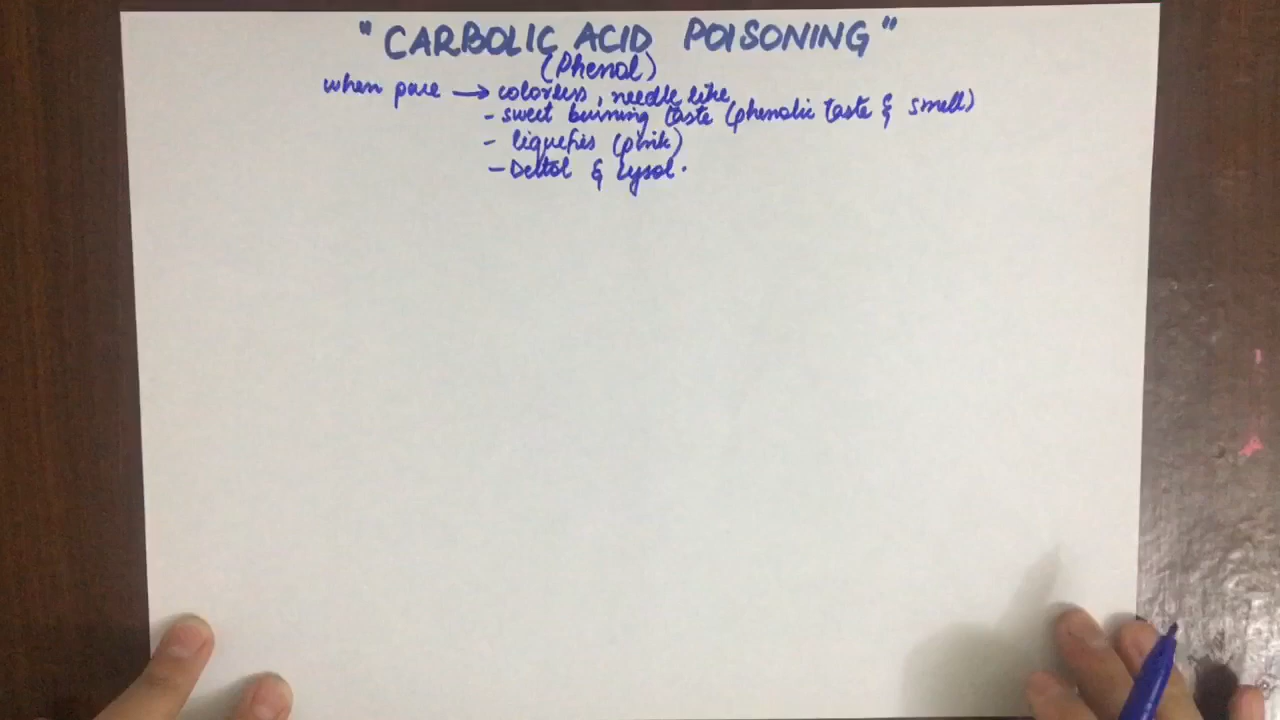 "CARBOLIC ACID POISONING"
(Phenol)
when pure → colorless, needle like
- sweet burning taste (phenolic taste & smell)
- liquefies (pink)
- Dettol & Lysol.